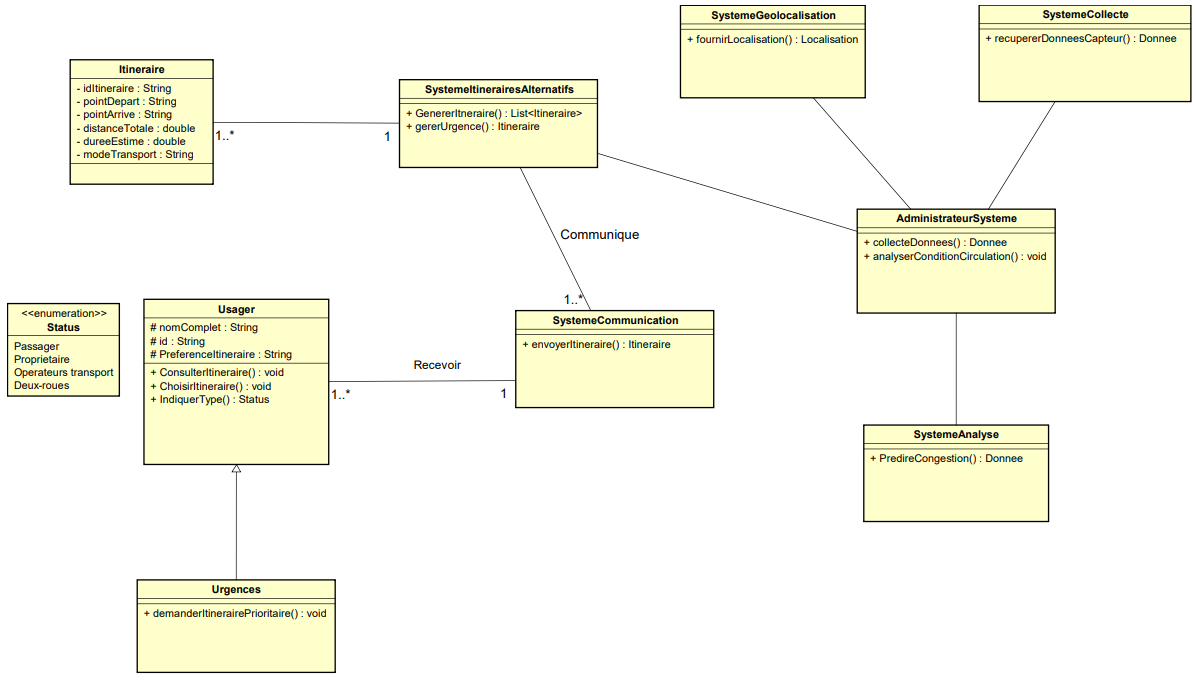 SystemeGeolocalisation
+ fournirLocalisation() : Localisation
SystemeCollecte
+ recupererDonneesCapteur() : Donnee
Itineraire
- idItineraire : String
- pointDepart : String
- pointArrive : String
- distanceTotale : double
- dureeEstime : double
- modeTransport : String
1..*
1
SystemeItinerairesAlternatifs
+ GenererItneraire() : List<Itineraire>
+ gererUrgence() : Itineraire
AdministrateurSysteme
+ collecteDonnees() : Donnee
+ analyserConditionCirculation() : void
Communique
1..*
SystemeCommunication
+ envoyerItineraire() : Itineraire
<<enumeration>>
Status
Passager
Proprietaire
Operateurs transport
Deux-roues
Usager
# nomComplet : String
# id : String
# PreferenceItineraire : String
+ ConsulterItineraire() : void
+ ChoisirItineraire() : void
+ IndiquerType() : Status
Recevoir
1..*
1
SystemeAnalyse
+ PredireCongestion() : Donnee
Urgences
+ demanderItinerairePrioritaire() : void